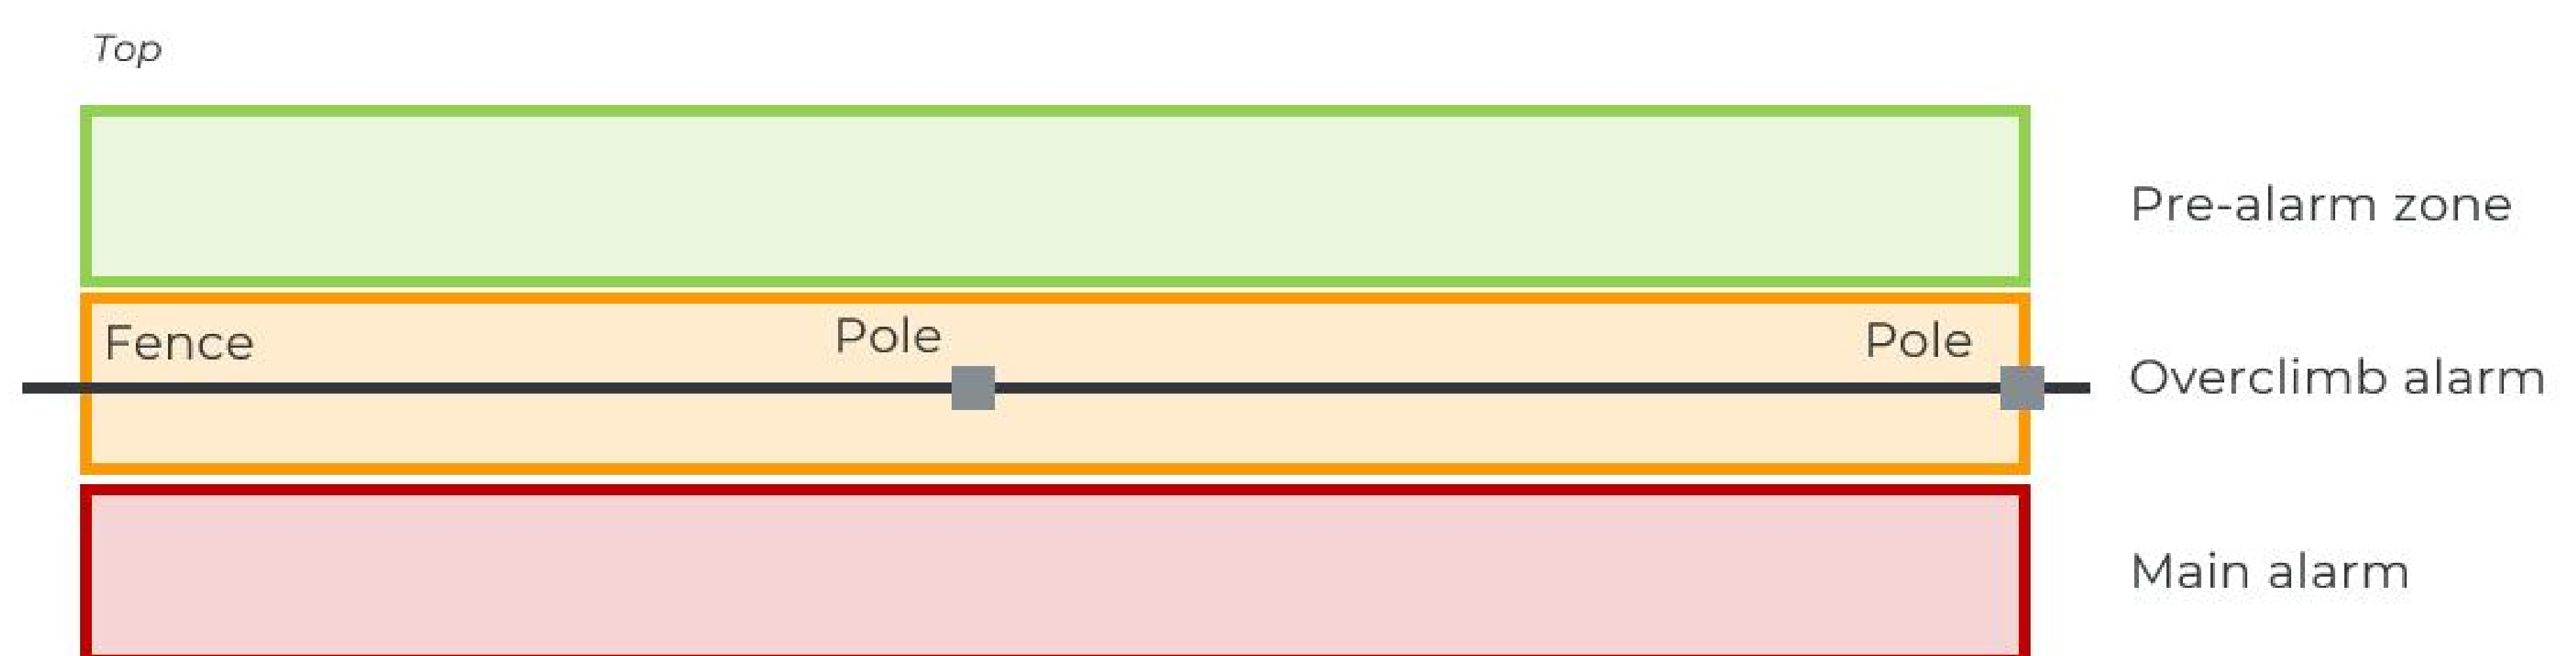 Top
Pre-alarm zone
Fence
Pole
Pole
Overclimb alarm
Main alarm